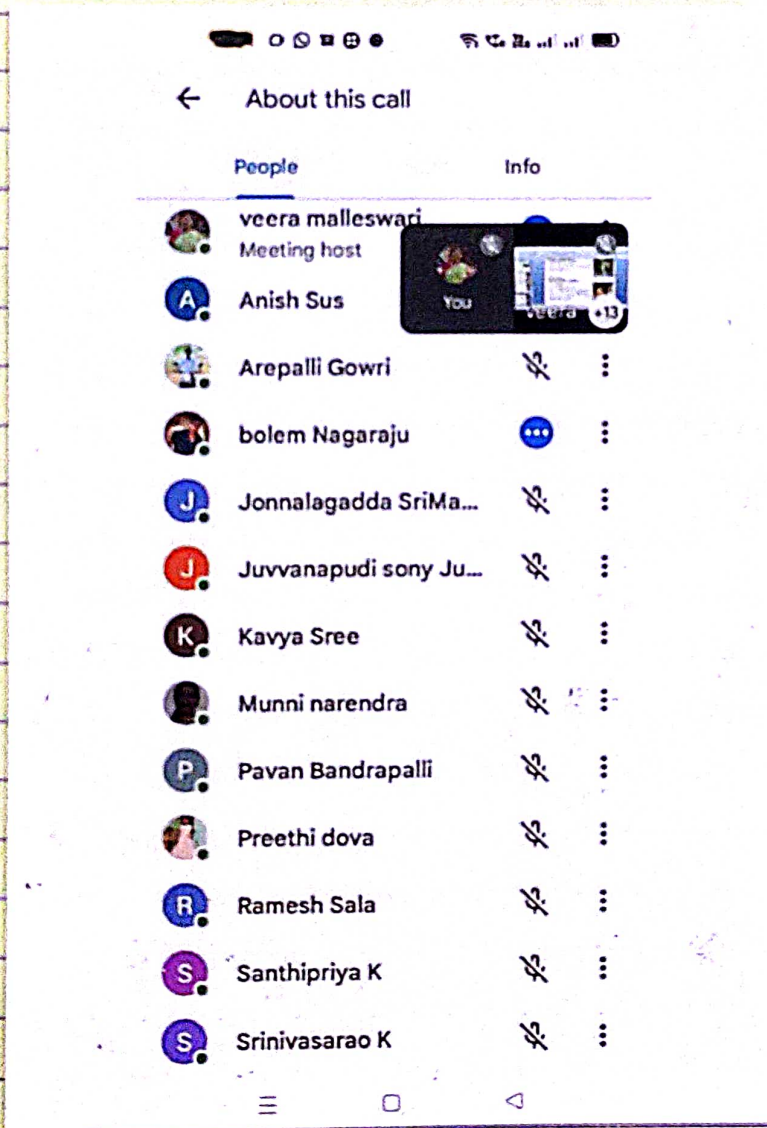 About this call
People Info
veera malleswari
Meeting host
A Anish Sus
You Veera +13
Arepalli Gowri
bolem Nagaraju
J Jonnalagadda SriMa...
J Juvvanapudi sony Ju...
K Kavya Sree
Munni narendra
P Pavan Bandrapalli
Preethi dova
R Ramesh Sala
S Santhipriya K
S Srinivasarao K